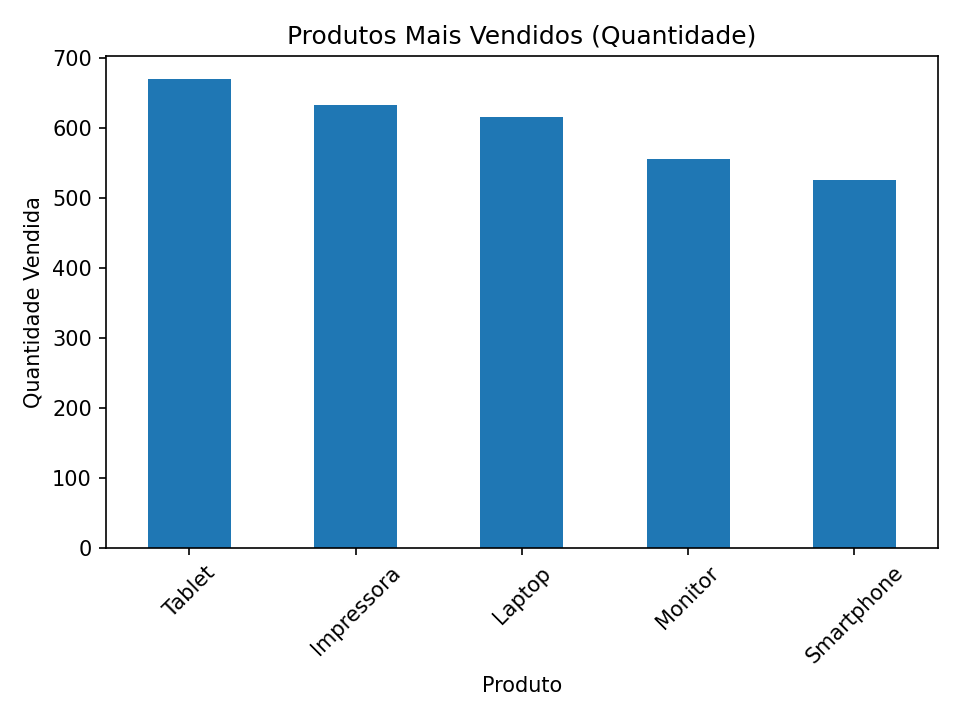 Produtos Mais Vendidos (Quantidade)
Quantidade Vendida
700
600
500
400
300
200
100
0
Tablet
Impressora
Laptop
Monitor
Smartphone
Produto